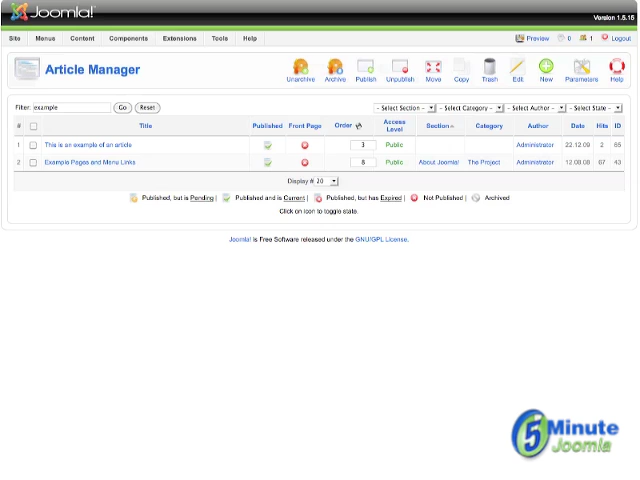 Joomla!
Version 1.5.15
Site Menus Content Components Extensions Tools Help Preview 0 1 Logout
Article Manager
Unarchive Archive Publish Unpublish Move Copy Trash Edit New Parameters Help
Filter: example Go Reset - Select Section - - Select Category - - Select Author - - Select State -
# Title Published Front Page Order Access Level Section Category Author Date Hits ID
1 This is an example of an article 3 Public Administrator 22.12.09 2
2 Example Pages and Menu Links 8 Public About Joomla! The Project Administrator 43
Display # 20
Published, but is Pending | Published and is Current | Published, but has Expired | Not Published | Archived
Click on icon to toggle state.
Joomla! is Free Software released under the GNU/GPL License.
5 Minute
Joomla